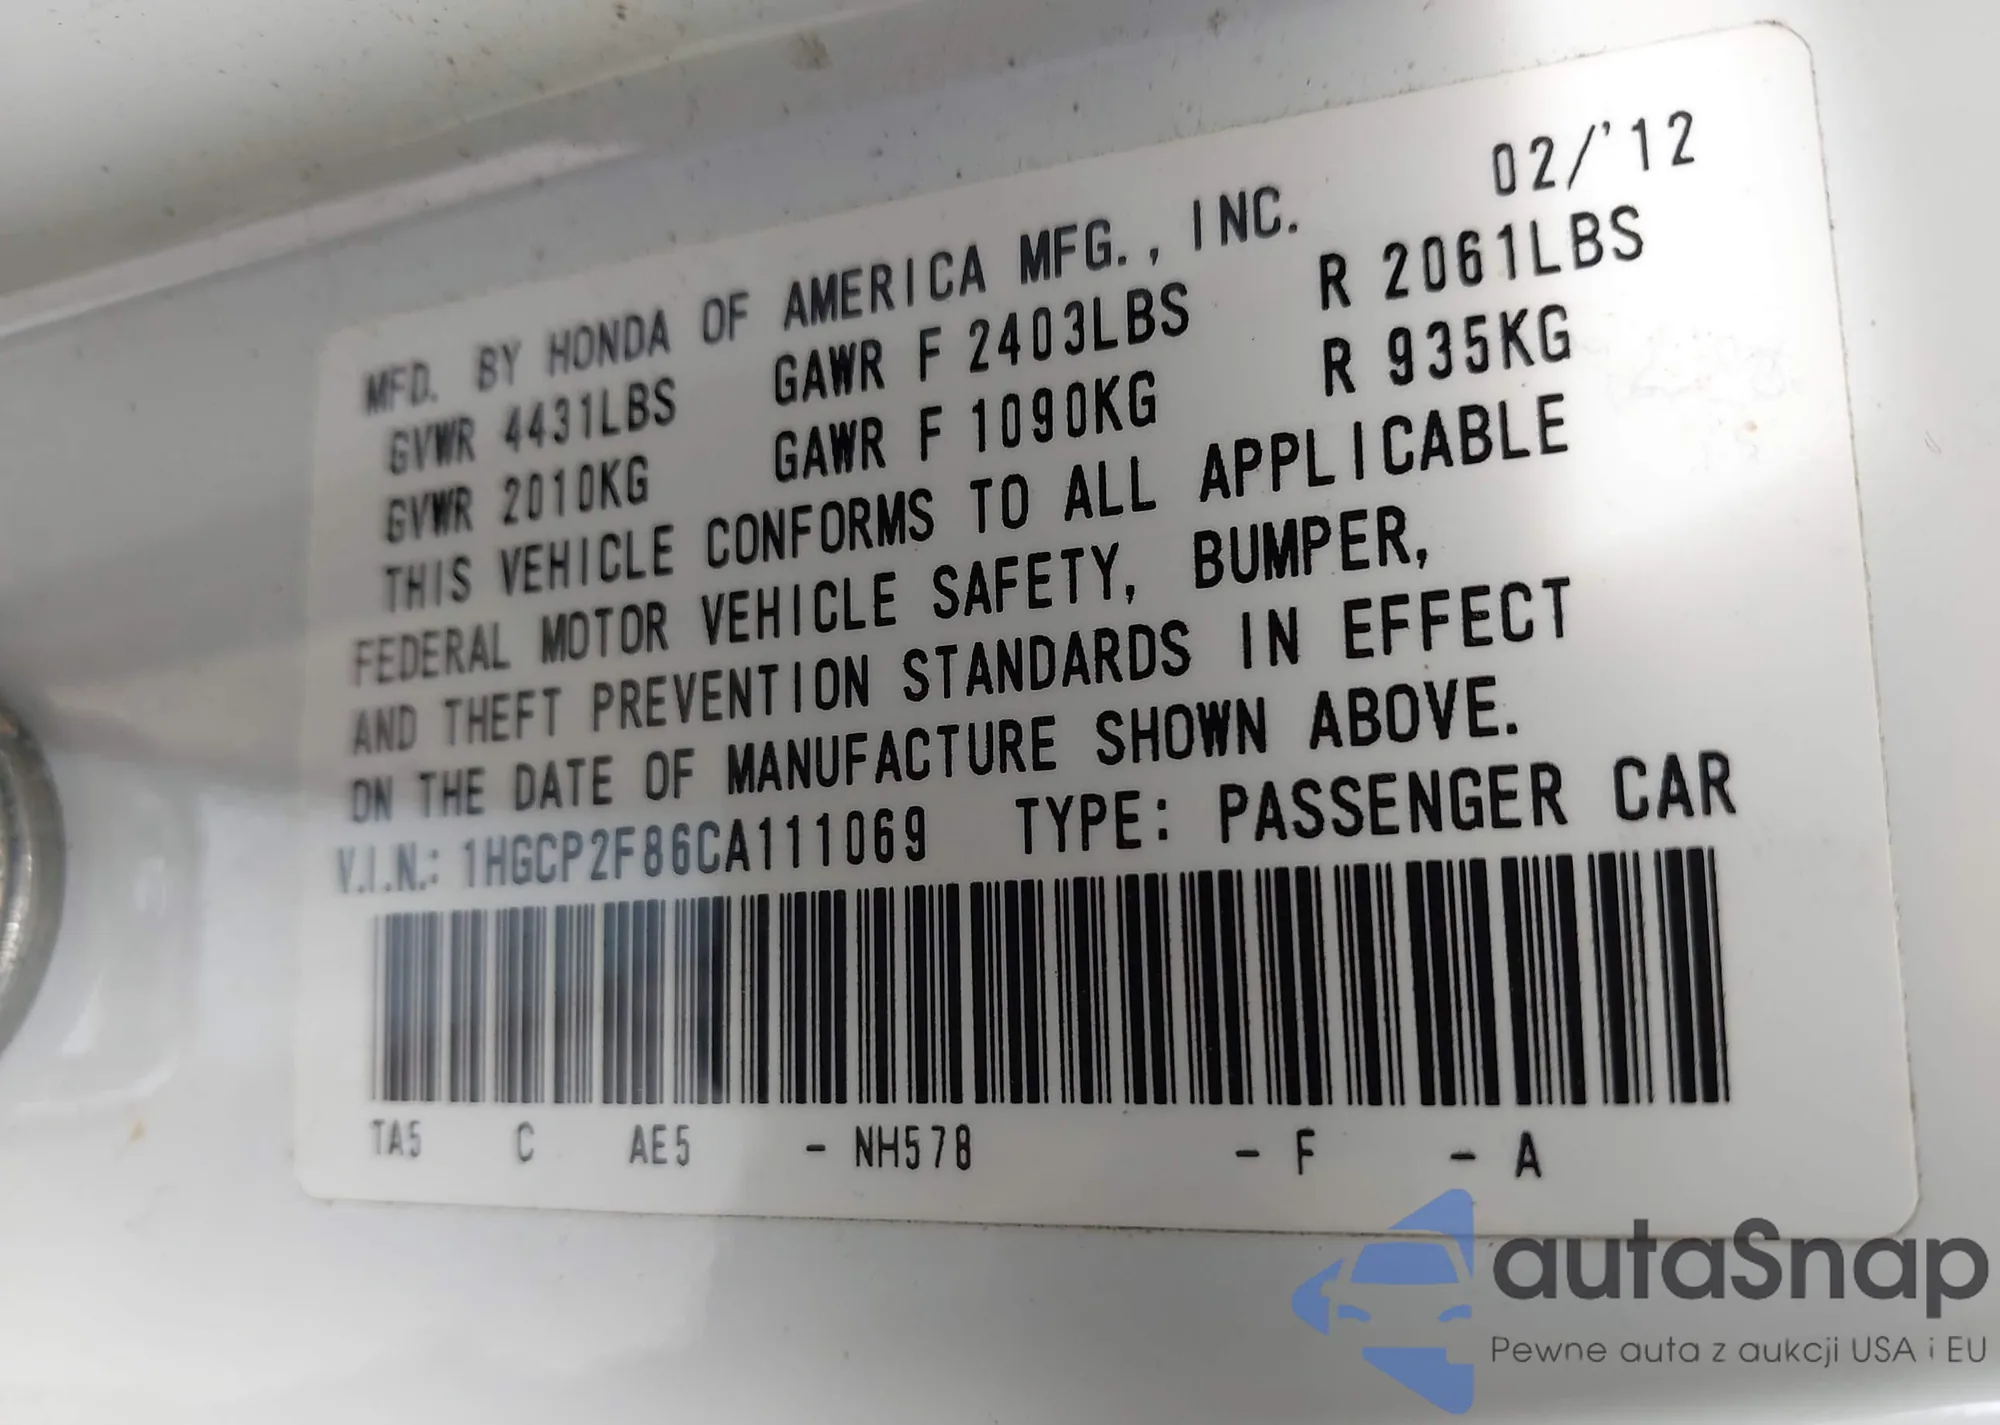 02/'12
MFD. BY HONDA OF AMERICA MFG., INC.
GVWR 4431LBS GAWR F 2403LBS R 2061LBS
GVWR 2010KG GAWR F 1090KG R 935KG
THIS VEHICLE CONFORMS TO ALL APPLICABLE
FEDERAL MOTOR VEHICLE SAFETY, BUMPER,
AND THEFT PREVENTION STANDARDS IN EFFECT
ON THE DATE OF MANUFACTURE SHOWN ABOVE.
V.I.N.: 1HGCP2F86CA111069 TYPE: PASSENGER CAR
TA5 C AE5 - NH578 - F - A
autaSnap
Pewne auta z aukcji USA i EU